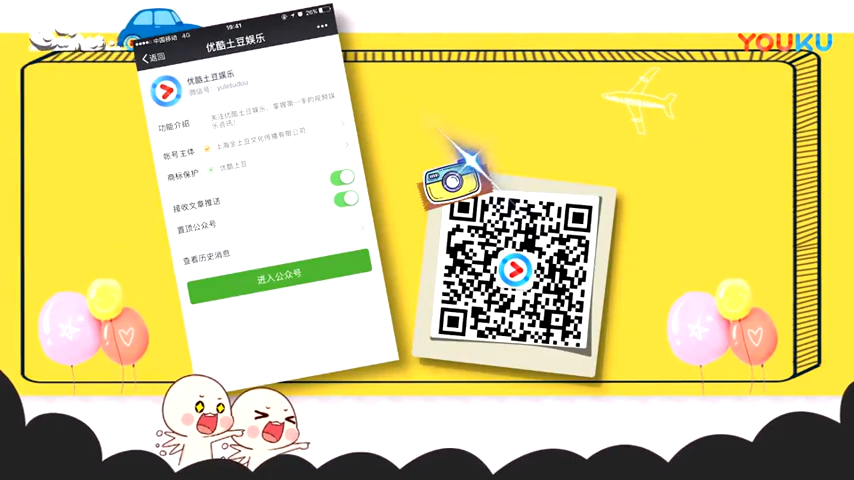 中国移动 4G
19:41
26%
返回
优酷土豆娱乐
YOUKU
优酷土豆娱乐
微信号: yuletudou
功能介绍
关注优酷土豆娱乐,掌握第一手的视频娱
乐资讯!
账号主体
上海全土豆文化传播有限公司
商标保护
优酷土豆
接收文章推送
置顶公众号
查看历史消息
进入公众号